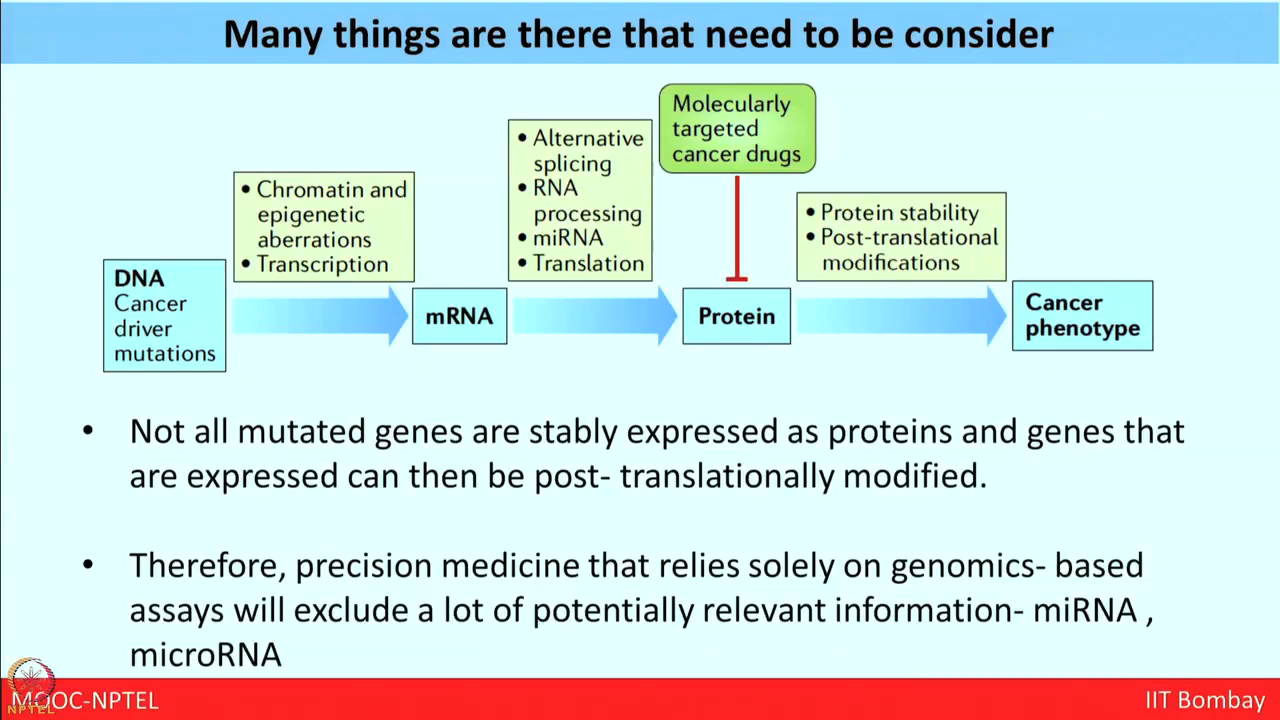 Many things are there that need to be consider
DNA
Cancer
driver
mutations
• Chromatin and
epigenetic
aberrations
• Transcription
mRNA
• Alternative
splicing
• RNA
processing
• miRNA
• Translation
Molecularly
targeted
cancer drugs
Protein
• Protein stability
• Post-translational
modifications
Cancer
phenotype
• Not all mutated genes are stably expressed as proteins and genes that
are expressed can then be post- translationally modified.
• Therefore, precision medicine that relies solely on genomics- based
assays will exclude a lot of potentially relevant information- miRNA ,
microRNA
MOOC-NPTEL
NPTEL
IIT Bombay